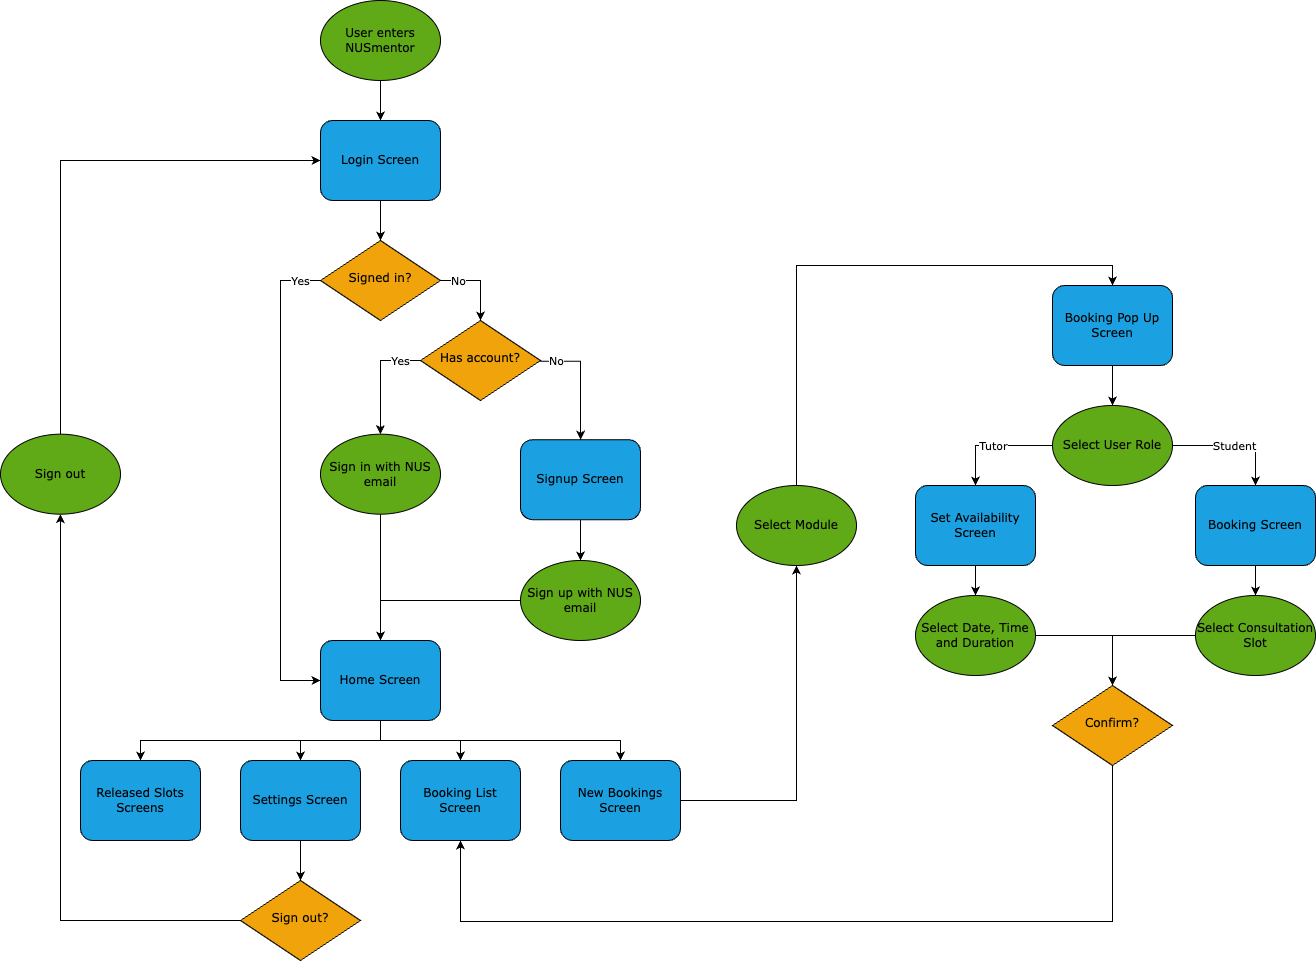 User enters
NUSmentor
Login Screen
Signed in?
Yes
No
Has account?
Yes
No
Sign in with NUS
email
Signup Screen
Sign up with NUS
email
Sign out
Home Screen
Released Slots
Screens
Settings Screen
Booking List
Screen
New Bookings
Screen
Sign out?
Select Module
Booking Pop Up
Screen
Select User Role
Tutor
Student
Set Availability
Screen
Booking Screen
Select Date, Time
and Duration
Select Consultation
Slot
Confirm?